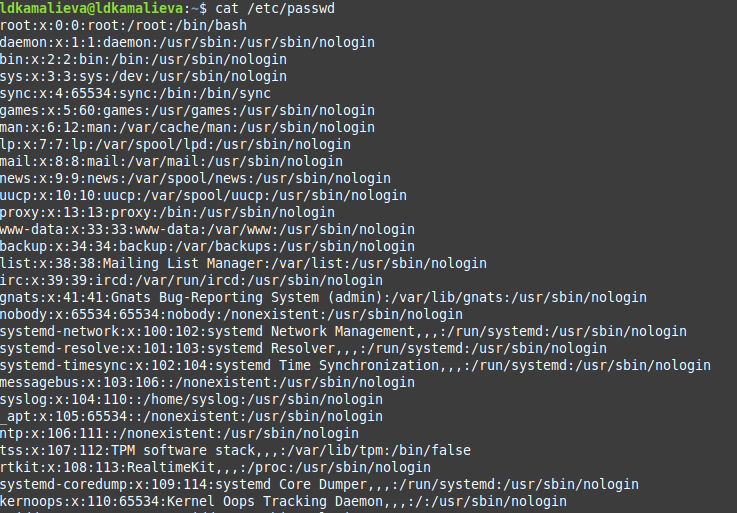 ldkamalieva@ldkamalieva:~$ cat /etc/passwd
root:x:0:0:root:/root:/bin/bash
daemon:x:1:1:daemon:/usr/sbin:/usr/sbin/nologin
bin:x:2:2:bin:/bin:/usr/sbin/nologin
sys:x:3:3:sys:/dev:/usr/sbin/nologin
sync:x:4:65534:sync:/bin:/bin/sync
games:x:5:60:games:/usr/games:/usr/sbin/nologin
man:x:6:12:man:/var/cache/man:/usr/sbin/nologin
lp:x:7:7:lp:/var/spool/lpd:/usr/sbin/nologin
mail:x:8:8:mail:/var/mail:/usr/sbin/nologin
news:x:9:9:news:/var/spool/news:/usr/sbin/nologin
uucp:x:10:10:uucp:/var/spool/uucp:/usr/sbin/nologin
proxy:x:13:13:proxy:/bin:/usr/sbin/nologin
www-data:x:33:33:www-data:/var/www:/usr/sbin/nologin
backup:x:34:34:backup:/var/backups:/usr/sbin/nologin
list:x:38:38:Mailing List Manager:/var/list:/usr/sbin/nologin
irc:x:39:39:ircd:/var/run/ircd:/usr/sbin/nologin
gnats:x:41:41:Gnats Bug-Reporting System (admin):/var/lib/gnats:/usr/sbin/nologin
nobody:x:65534:65534:nobody:/nonexistent:/usr/sbin/nologin
systemd-network:x:100:102:systemd Network Management,,,:/run/systemd:/usr/sbin/nologin
systemd-resolve:x:101:103:systemd Resolver,,,:/run/systemd:/usr/sbin/nologin
systemd-timesync:x:102:104:systemd Time Synchronization,,,:/run/systemd:/usr/sbin/nologin
messagebus:x:103:106::/nonexistent:/usr/sbin/nologin
syslog:x:104:110::/home/syslog:/usr/sbin/nologin
_apt:x:105:65534::/nonexistent:/usr/sbin/nologin
ntp:x:106:111::/nonexistent:/usr/sbin/nologin
tss:x:107:112:TPM software stack,,,:/var/lib/tpm:/bin/false
rtkit:x:108:113:RealtimeKit,,,:/proc:/usr/sbin/nologin
systemd-coredump:x:109:114:systemd Core Dumper,,,:/run/systemd:/usr/sbin/nologin
kernoops:x:110:65534:Kernel Oops Tracking Daemon,,,:/:/usr/sbin/nologin